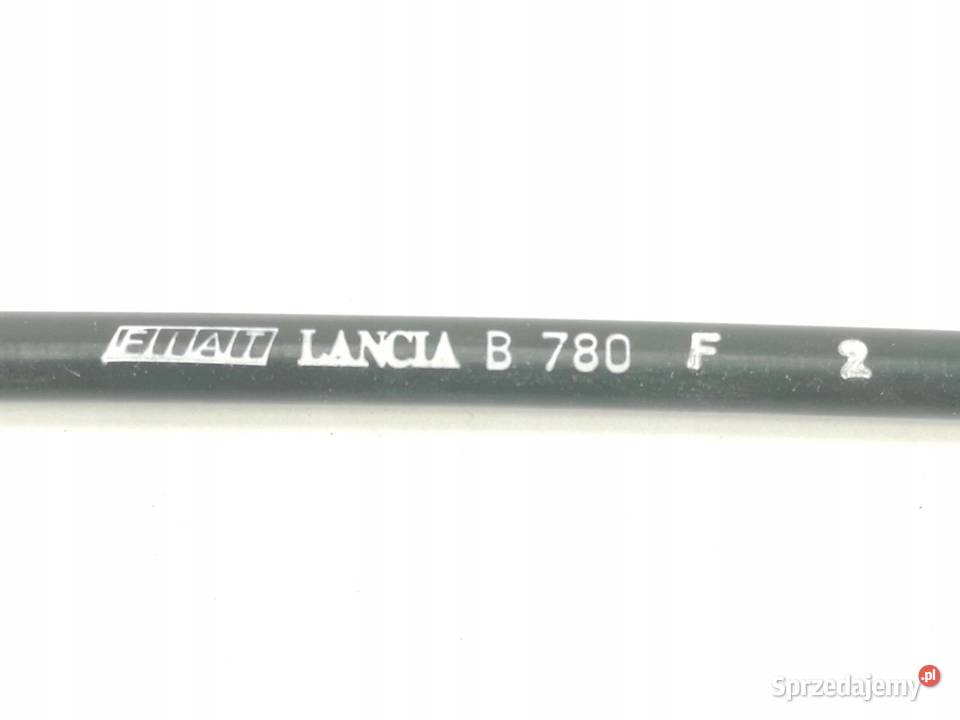 FIAT LANCIA B 780 F 2
Sprzedajemy.pl